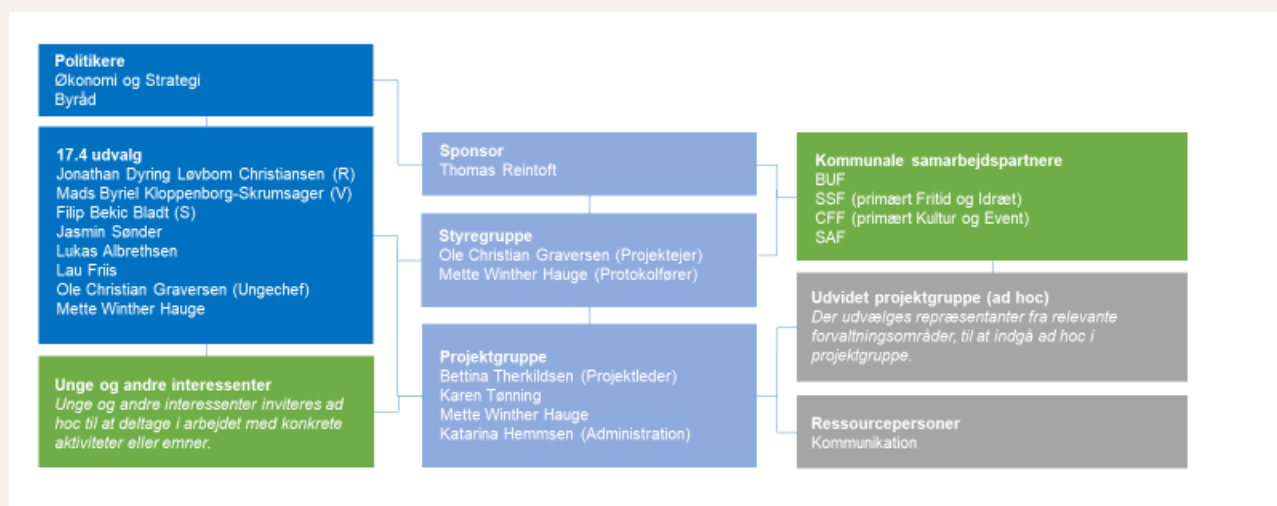 Politikere
Økonomi og Strategi
Byråd
17.4 udvalg
Jonathan Dyring Løvbom Christiansen (R)
Mads Byriel Kloppenborg-Skrumsager (V)
Filip Bekic Bladt (S)
Jasmin Sønder
Lukas Albrethsen
Lau Friis
Ole Christian Graversen (Ungechef)
Mette Winther Hauge
Unge og andre interessenter
Unge og andre interessenter inviteres ad
hoc til at deltage i arbejdet med konkrete
aktiviteter eller emner.
Sponsor
Thomas Reintoft
Styregruppe
Ole Christian Graversen (Projektejer)
Mette Winther Hauge (Protokolfører)
Projektgruppe
Bettina Therkildsen (Projektleder)
Karen Tønning
Mette Winther Hauge
Katarina Hemmsen (Administration)
Kommunale samarbejdspartnere
BUF
SSF (primært Fritid og Idræt)
CFF (primært Kultur og Event)
SAF
Udvidet projektgruppe (ad hoc)
Der udvælges repræsentanter fra relevante
forvaltningsområder, til at indgå ad hoc i
projektgruppe.
Ressourcepersoner
Kommunikation